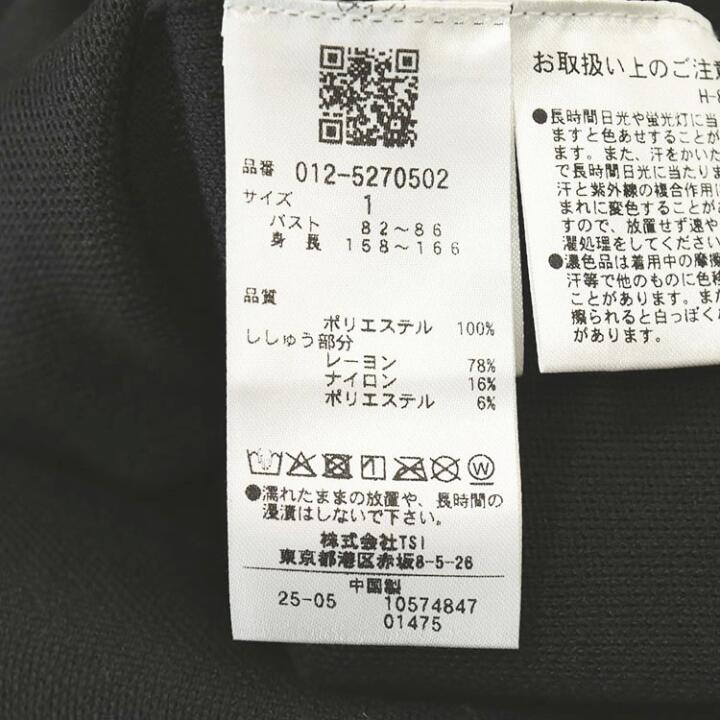 品番 012-5270502
サイズ 1
バスト 82～86
身長 158～166
品質
ポリエステル 100%
ししゅう部分
レーヨン 78%
ナイロン 16%
ポリエステル 6%
W
●濡れたままの放置や、長時間の
浸漬はしないで下さい。
株式会社TSI
東京都港区赤坂8-5-26
中国製
25-05 10574847
01475
お取扱い上のご注意
●長時間日光や蛍光灯に当
ますと色あせすることが
ます。また、汗をかいた
で長時間日光に当たりま
汗と紫外線の複合作用に
まれに変色することが
すので、放置せず速や
濯処理をしてください
●濃色品は着用中の摩擦
汗等で他のものに色移
ことがあります。また
擦られると白っぽく
があります。